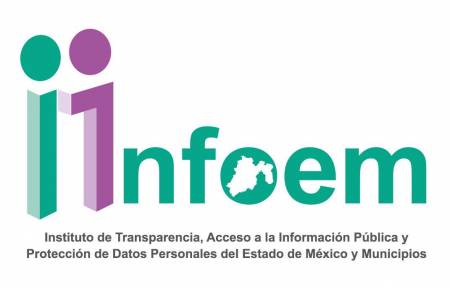 infoem
Instituto de Transparencia, Acceso a la Información Pública y
Protección de Datos Personales del Estado de México y Municipios